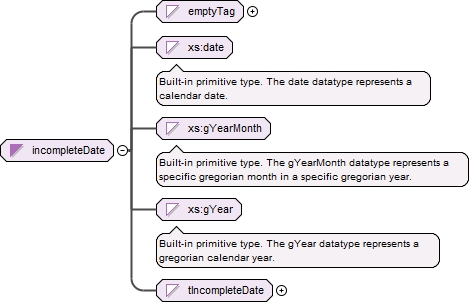 emptyTag
xs:date
Built-in primitive type. The date datatype represents a
calendar date.
incompleteDate
xs:gYearMonth
Built-in primitive type. The gYearMonth datatype represents a
specific gregorian month in a specific gregorian year.
xs:gYear
Built-in primitive type. The gYear datatype represents a
gregorian calendar year.
tIncompleteDate